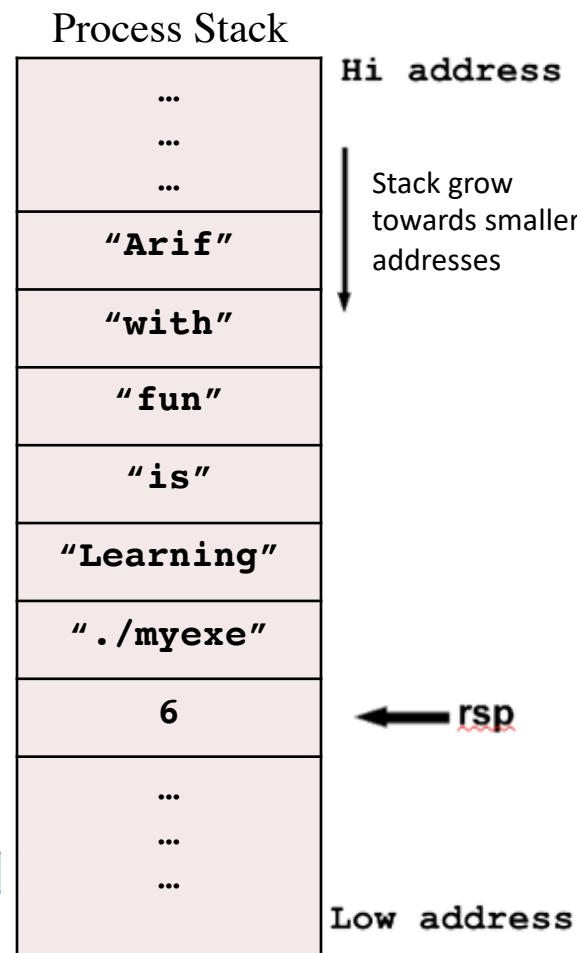 Process Stack
Hi address
…
…
…
Stack grow
towards smaller
addresses
“Arif”
“with”
“fun”
“is”
“Learning”
“./myexe”
6
rsp
…
…
…
Low address